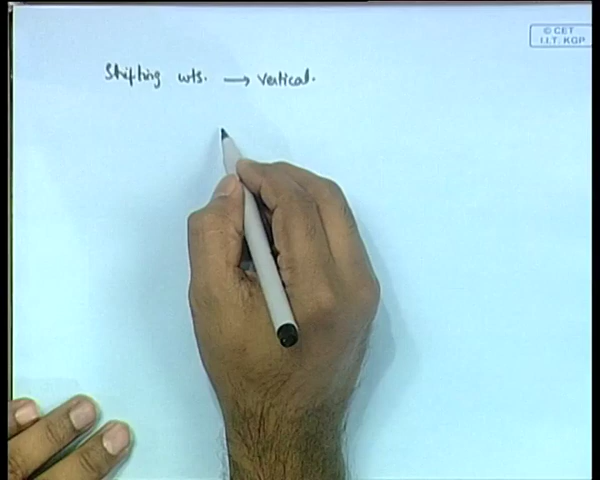 Shifting wts. → vertical.
© CET
I.I.T. KGP